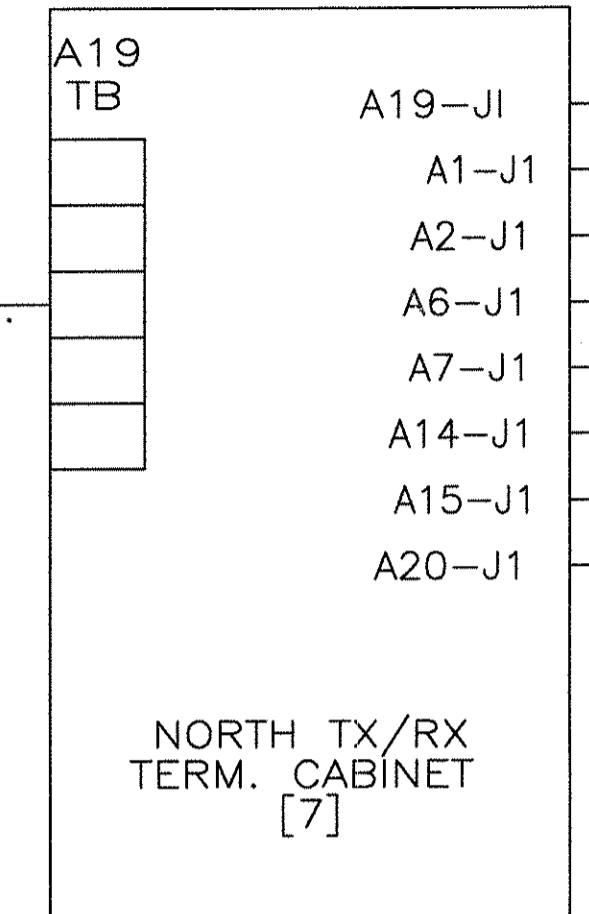 A19
TB
A19-JI
A1-J1
A2-J1
A6-J1
A7-J1
A14-J1
A15-J1
A20-J1
NORTH TX/RX
TERM. CABINET
[7]